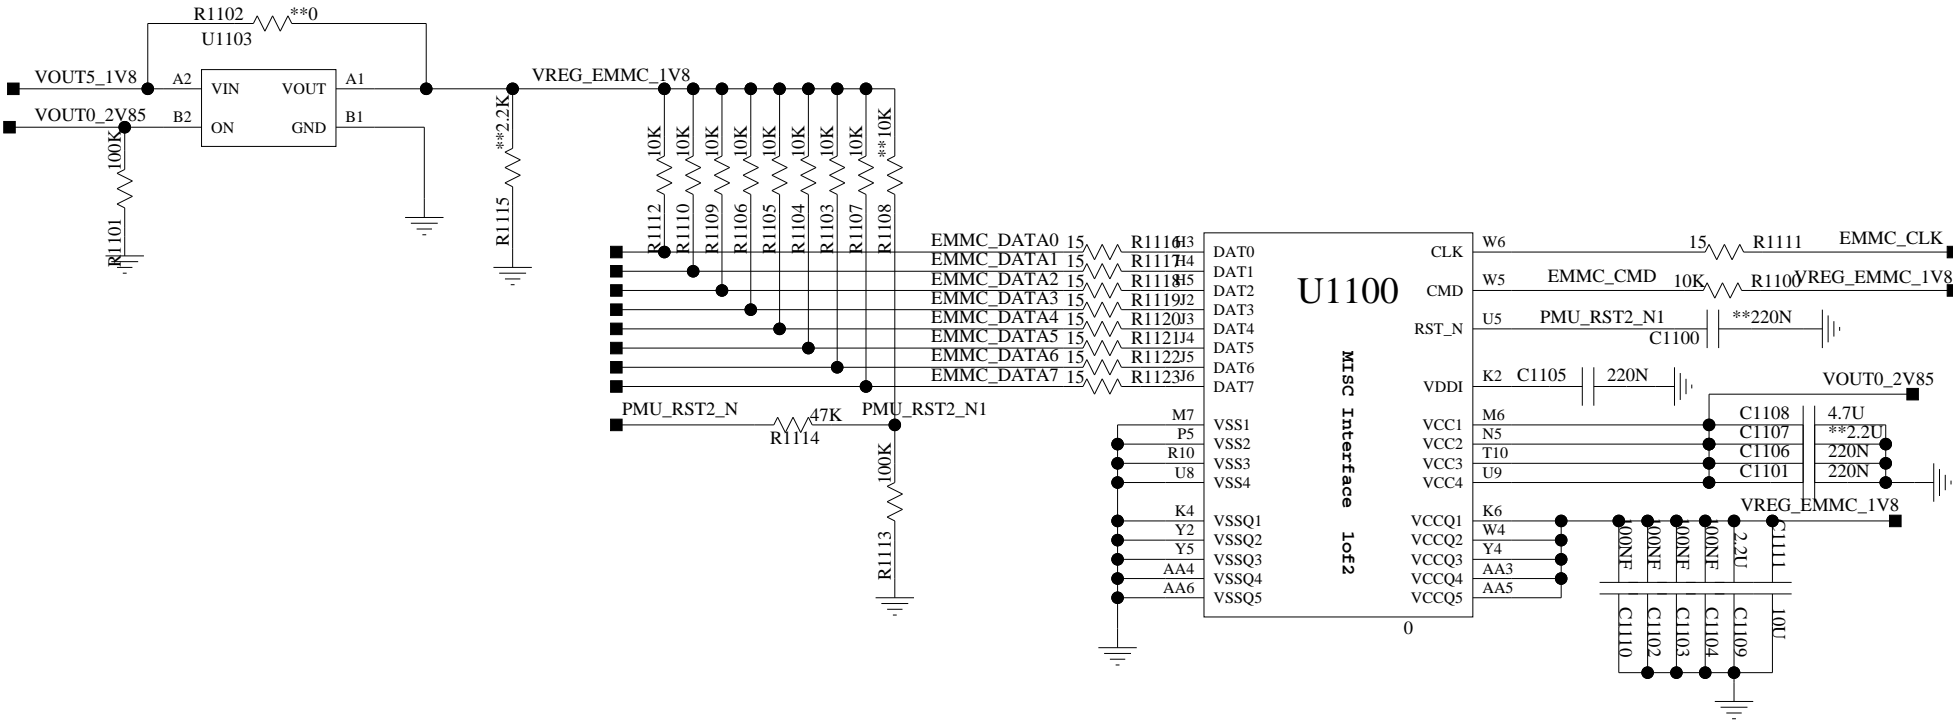 R1102 **0
U1103
VOUT5_1V8 A2 VIN VOUT A1
VOUT0_2V85 B2 ON GND B1
100K
R1101
**2.2K
R1115
VREG_EMMC_1V8
10K 10K 10K 10K 10K 10K 10K 10K **10K
R1112 R1110 R1109 R1106 R1105 R1104 R1103 R1107 R1108
EMMC_DATA0 15 R1116 H3 DAT0
EMMC_DATA1 15 R1117 H4 DAT1
EMMC_DATA2 15 R1118 H5 DAT2
EMMC_DATA3 15 R1119 J2 DAT3
EMMC_DATA4 15 R1120 J3 DAT4
EMMC_DATA5 15 R1121 J4 DAT5
EMMC_DATA6 15 R1122 J5 DAT6
EMMC_DATA7 15 R1123 J6 DAT7
PMU_RST2_N 47K PMU_RST2_N1
R1114
100K
R1113
M7 VSS1
P5 VSS2
R10 VSS3
U8 VSS4
K4 VSSQ1
Y2 VSSQ2
Y5 VSSQ3
AA4 VSSQ4
AA6 VSSQ5
U1100
MISC Interface 1of2
0
CLK W6 15 R1111 EMMC_CLK
CMD W5 EMMC_CMD 10K R1100 VREG_EMMC_1V8
RST_N U5 PMU_RST2_N1 C1100 **220N
VDDI K2 C1105 220N
VOUT0_2V85
VCC1 M6 C1108 4.7U
VCC2 N5 C1107 **2.2U
VCC3 T10 C1106 220N
VCC4 U9 C1101 220N
VREG_EMMC_1V8
VCCQ1 K6
VCCQ2 W4
VCCQ3 Y4
VCCQ4 AA3
VCCQ5 AA5
100NF 100NF 100NF 100NF 2.2U C1111
C1110 C1102 C1103 C1104 C1109 10U